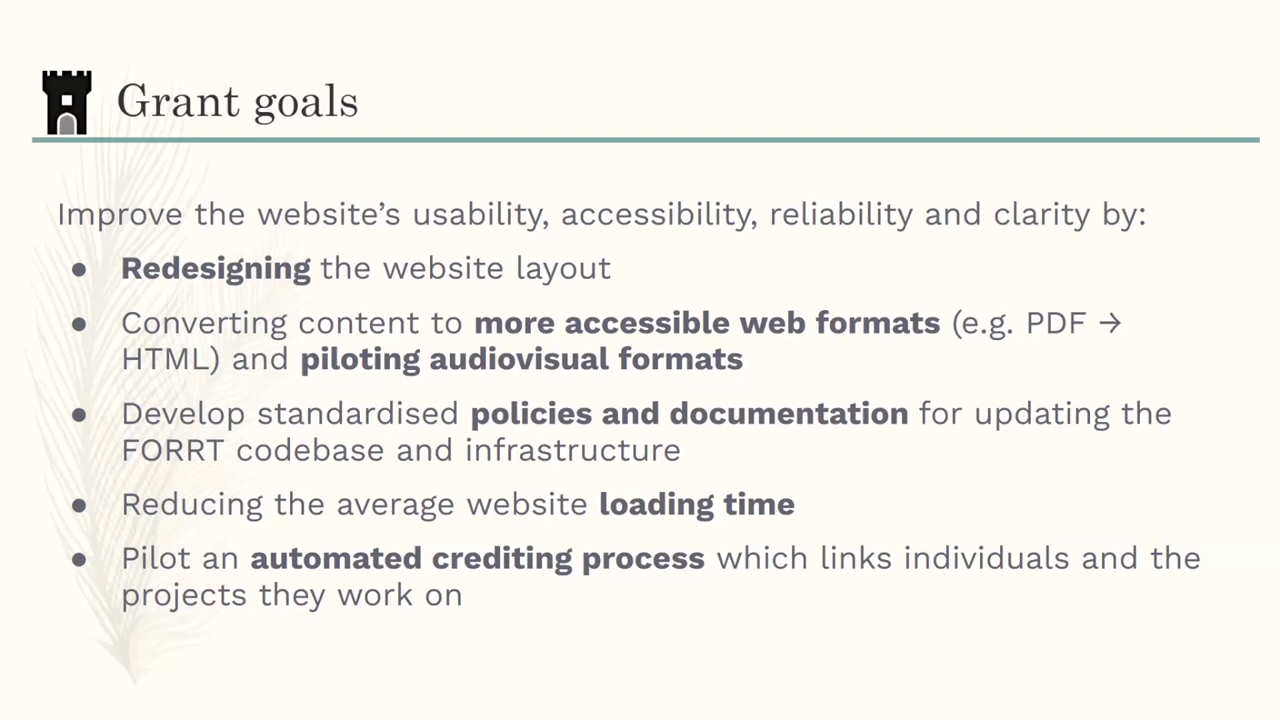 Grant goals
Improve the website’s usability, accessibility, reliability and clarity by:
● Redesigning the website layout
● Converting content to more accessible web formats (e.g. PDF →
HTML) and piloting audiovisual formats
● Develop standardised policies and documentation for updating the
FORRT codebase and infrastructure
● Reducing the average website loading time
● Pilot an automated crediting process which links individuals and the
projects they work on